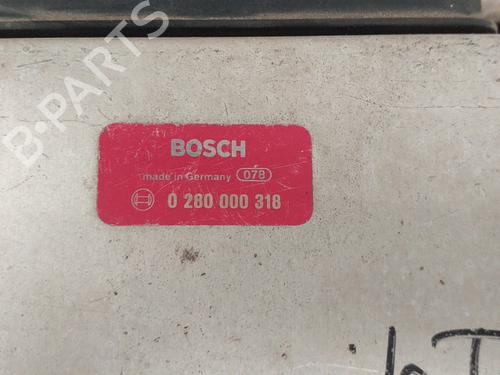 B-PARTS
BOSCH
made in Germany 078
0 280 000 318